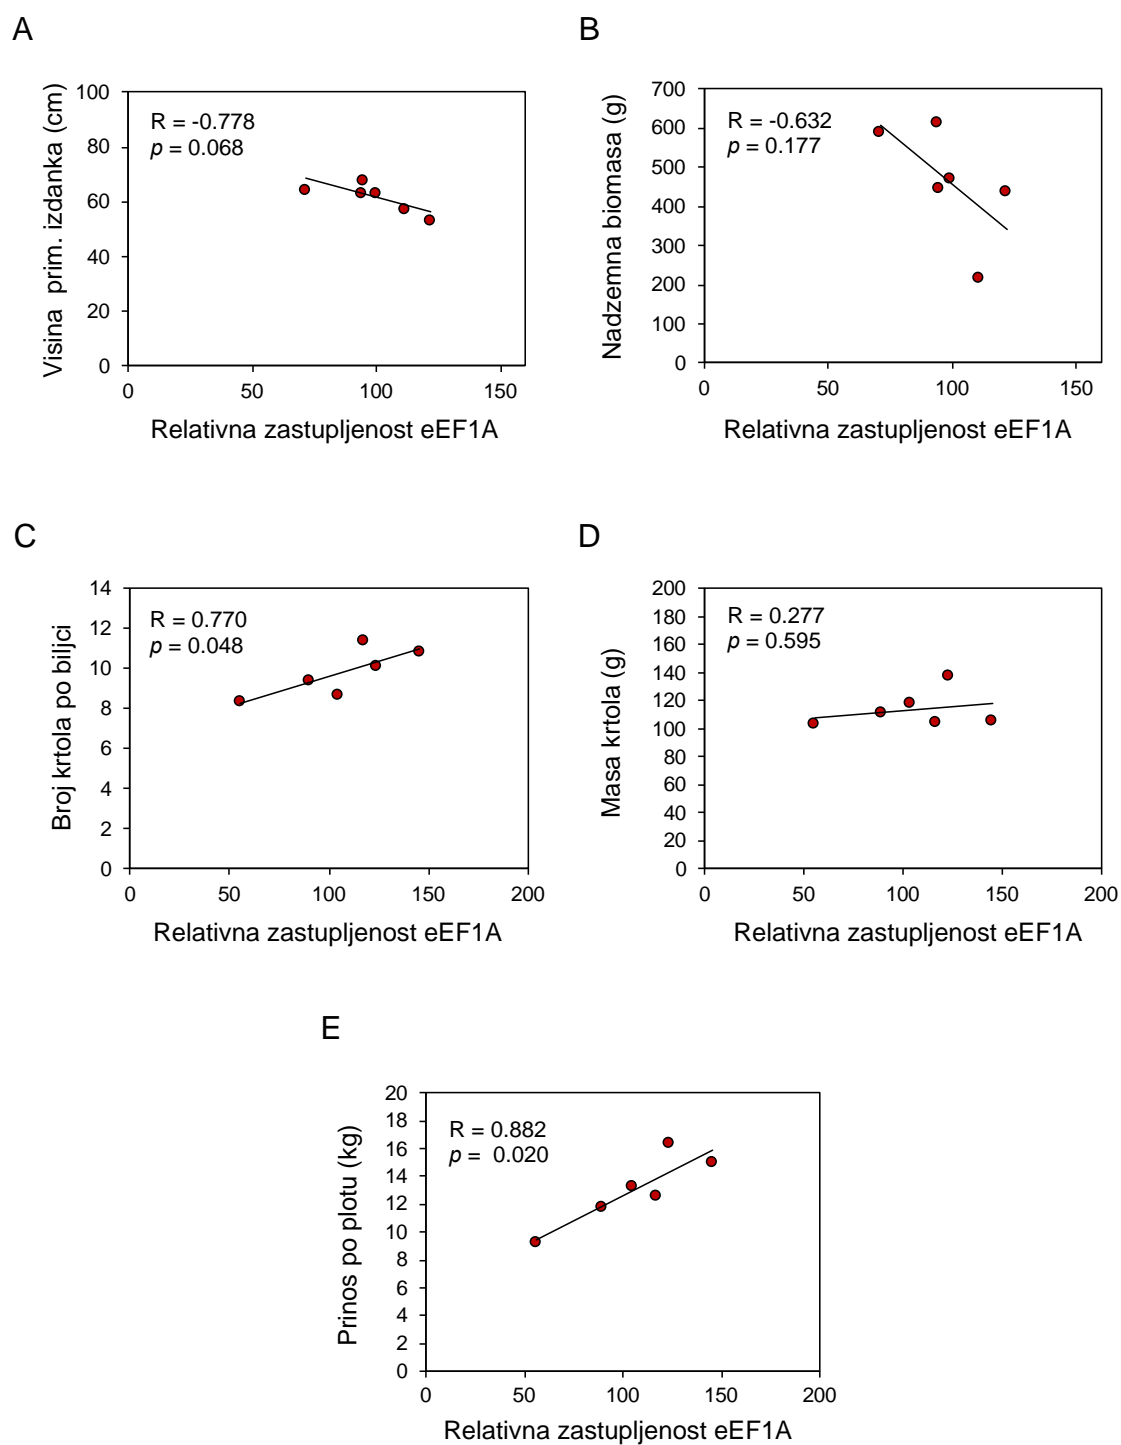 A
Visina  prim. izdanka (cm)
100
80
60
40
20
0
R = -0.778
p = 0.068
0 50 100 150
Relativna zastupljenost eEF1A
B
Nadzemna biomasa (g)
700
600
500
400
300
200
100
0
R = -0.632
p = 0.177
0 50 100 150
Relativna zastupljenost eEF1A
C
Broj krtola po biljci
14
12
10
8
6
4
2
0
R = 0.770
p = 0.048
0 50 100 150 200
Relativna zastupljenost eEF1A
D
Masa krtola (g)
200
180
160
140
120
100
80
60
40
20
0
R = 0.277
p = 0.595
0 50 100 150 200
Relativna zastupljenost eEF1A
E
Prinos po plotu (kg)
20
18
16
14
12
10
8
6
4
2
0
R = 0.882
p =  0.020
0 50 100 150 200
Relativna zastupljenost eEF1A